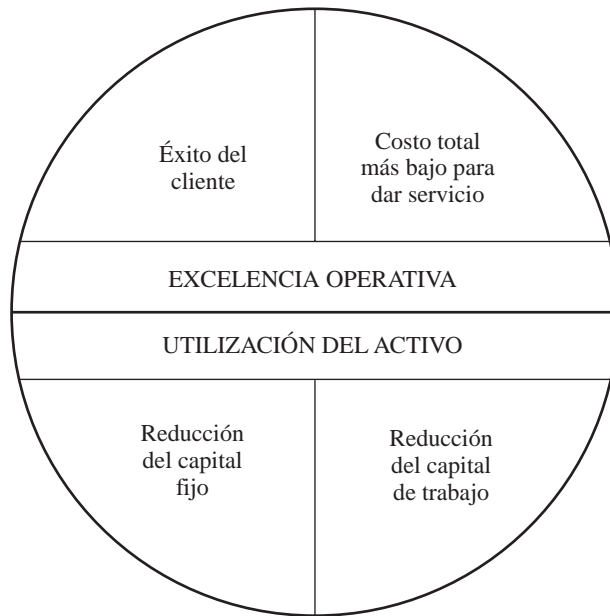 Éxito del
cliente
Costo total
más bajo para
dar servicio
EXCELENCIA OPERATIVA
UTILIZACIÓN DEL ACTIVO
Reducción
del capital
fijo
Reducción
del capital
de trabajo